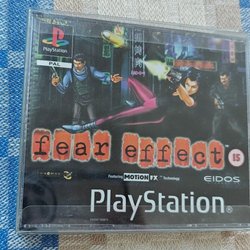 PlayStation
PAL
fear effect
15
Featuring MOTION FX Technology
EIDOS
PlayStation